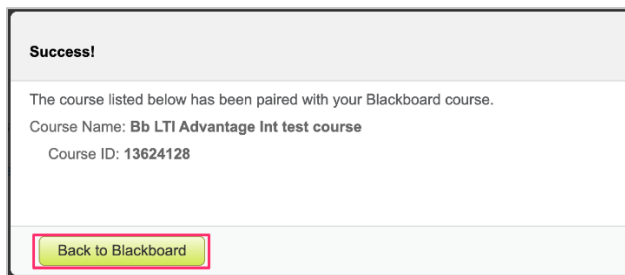 Success!
The course listed below has been paired with your Blackboard course.
Course Name: Bb LTI Advantage Int test course
Course ID: 13624128
Back to Blackboard